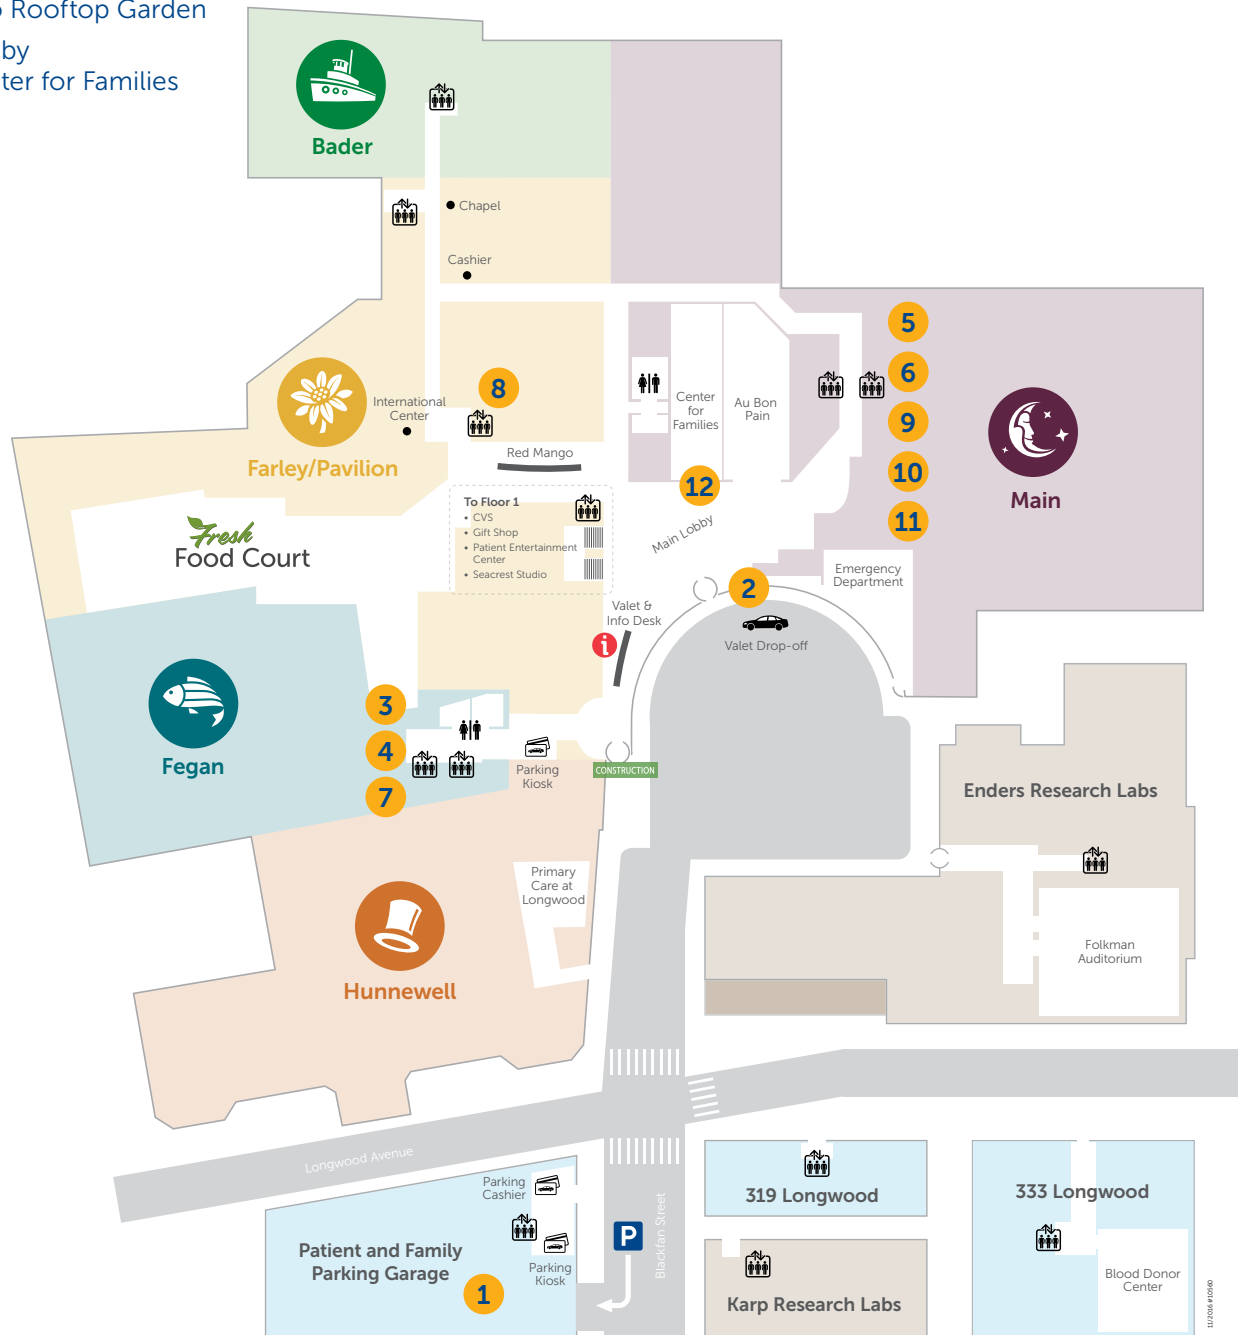 Rooftop Garden
by
ter for Families
Bader
Chapel
Cashier
5
6
8
International
Center
Center
for
Families
Au Bon
Pain
9
Farley/Pavilion
Red Mango
10
Main
12
To Floor 1
• CVS
• Gift Shop
• Patient Entertainment
Center
• Seacrest Studio
Main Lobby
11
Fresh
Food Court
Emergency
Department
2
Valet &
Info Desk
i
Valet Drop-off
3
4
7
Fegan
Parking
Kiosk
CONSTRUCTION
Enders Research Labs
Primary
Care at
Longwood
Folkman
Auditorium
Hunnewell
Longwood Avenue
Parking
Cashier
319 Longwood
333 Longwood
Blackfan Street
P
Patient and Family
Parking Garage
Parking
Kiosk
1
Karp Research Labs
Blood Donor
Center
11/2016 #10560